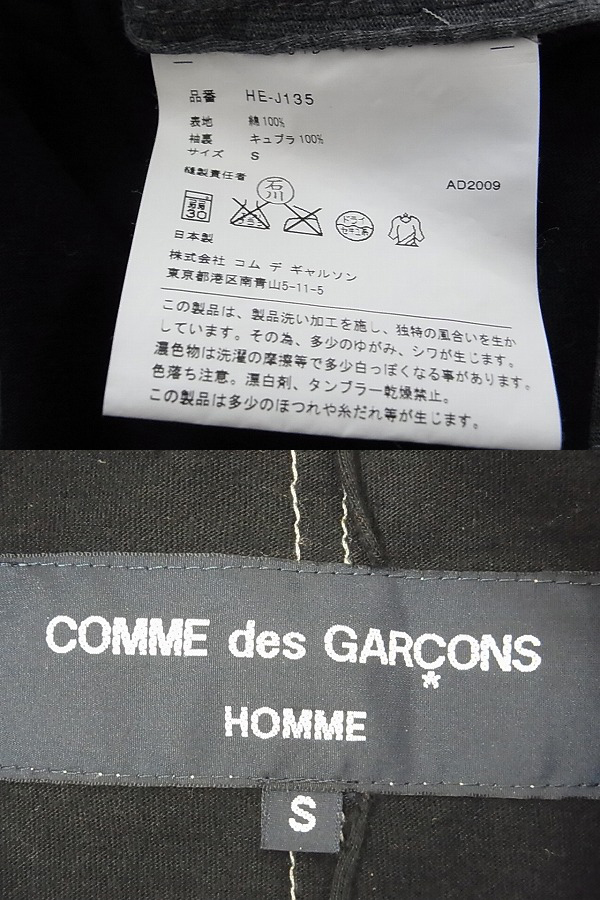 品番 HE-J135
表地 綿100%
袖裏 キュプラ100%
サイズ S
縫製責任者 石川
AD2009
30 ドライ セキユ系
日本製
株式会社 コム デ ギャルソン
東京都港区南青山5-11-5
この製品は、製品洗い加工を施し、独特の風合いを生か
しています。その為、多少のゆがみ、シワが生じます。
濃色物は洗濯の摩擦等で多少白っぽくなる事があります。
色落ち注意。漂白剤、タンブラー乾燥禁止。
この製品は多少のほつれや糸だれ等が生じます。
COMME des GARÇONS
HOMME
S